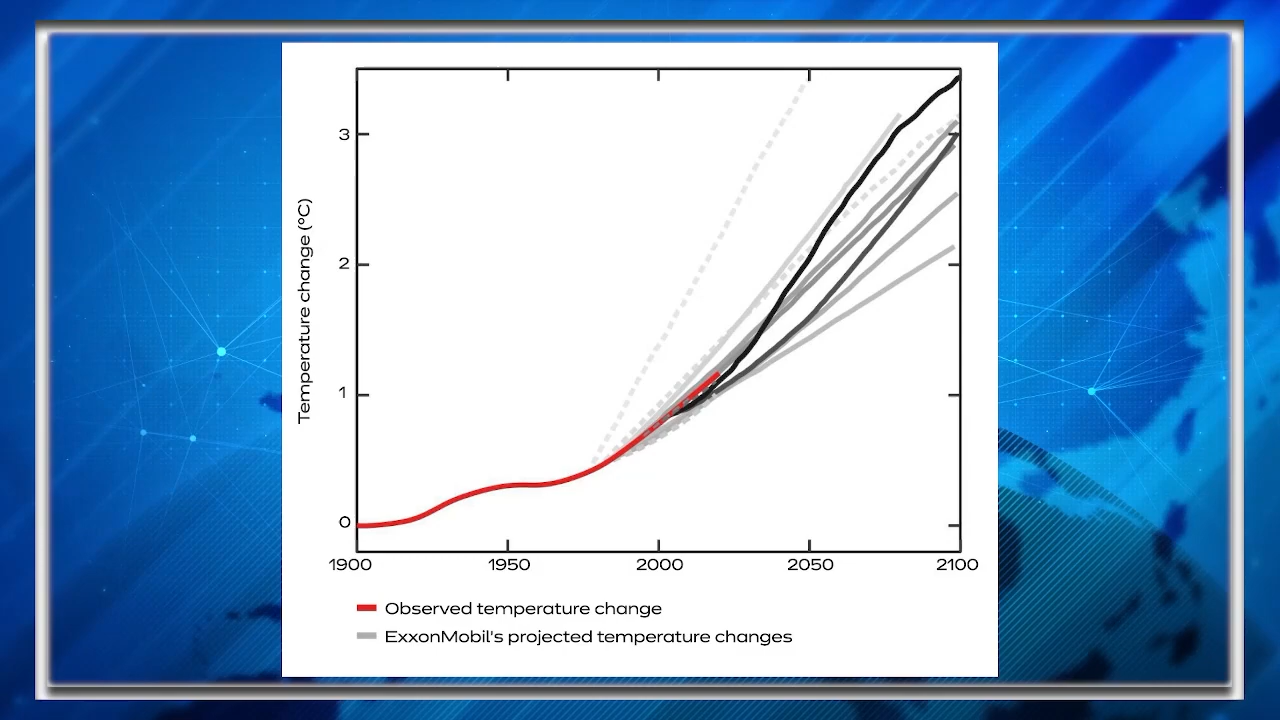 3
2
1
0
Temperature change (°C)
1900 1950 2000 2050 2100
Observed temperature change
ExxonMobil's projected temperature changes